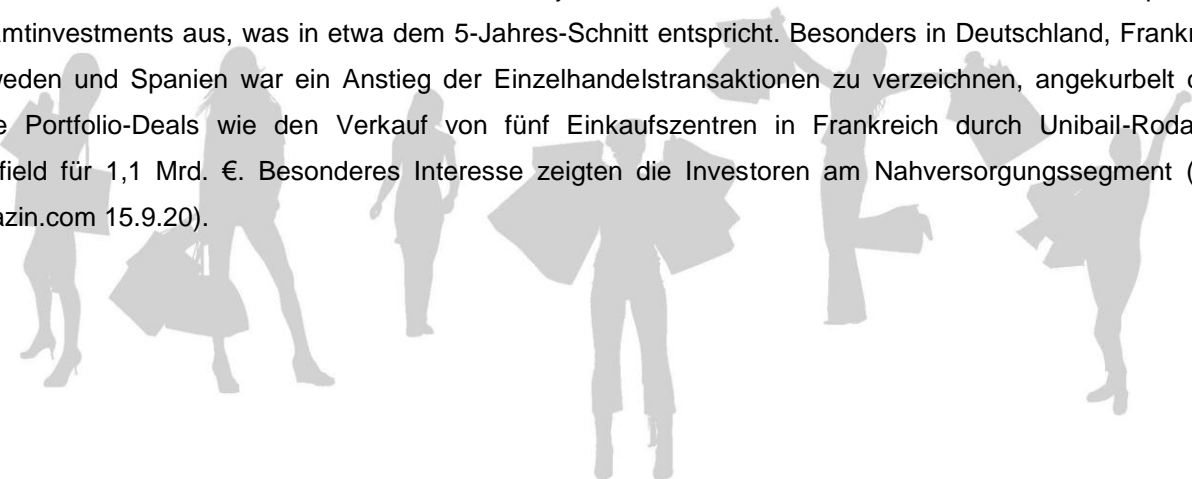 amtinvestments aus, was in etwa dem 5-Jahres-Schnitt entspricht. Besonders in Deutschland, Frankr
weden und Spanien war ein Anstieg der Einzelhandelstransaktionen zu verzeichnen, angekurbelt
e Portfolio-Deals wie den Verkauf von fünf Einkaufszentren in Frankreich durch Unibail-Roda
field für 1,1 Mrd. €. Besonderes Interesse zeigten die Investoren am Nahversorgungssegment (
azin.com 15.9.20).